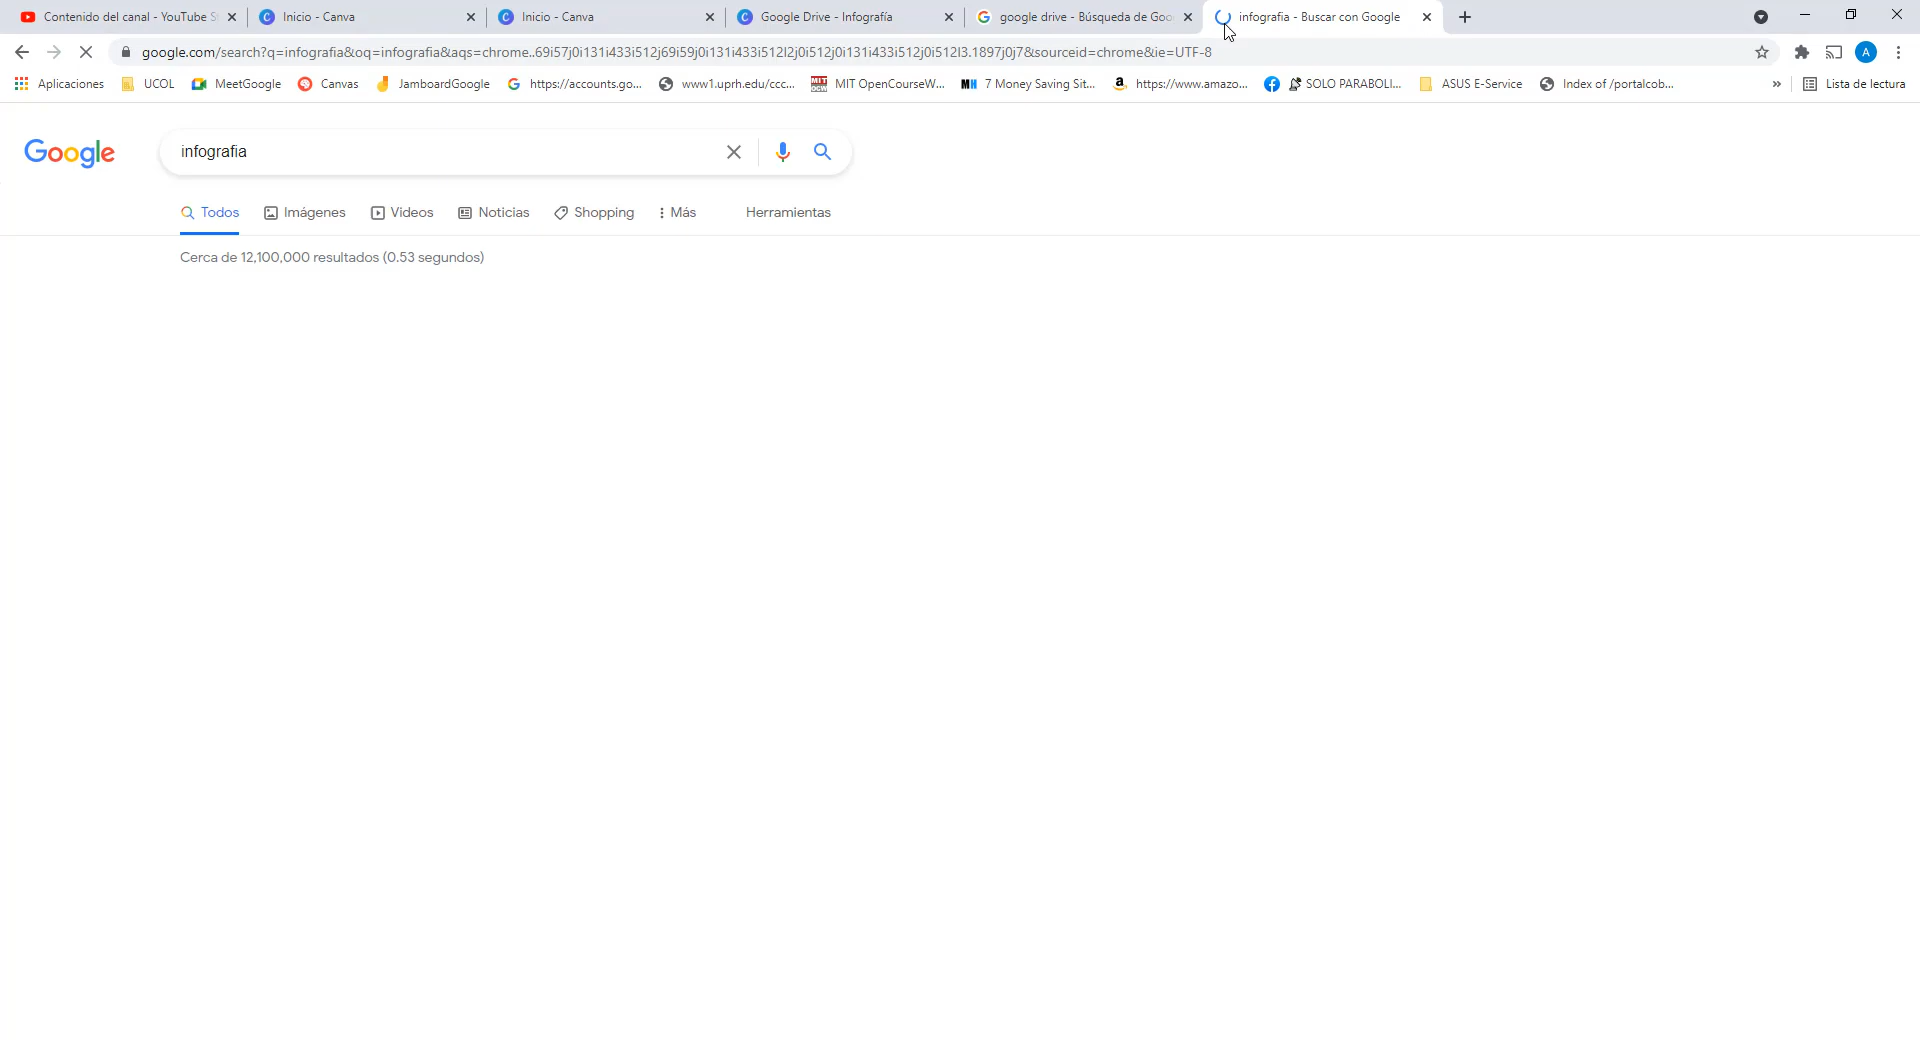 Contenido del canal - YouTube S
Inicio - Canva
Inicio - Canva
Google Drive - Infografía
google drive - Búsqueda de Goo
infografia - Buscar con Google
google.com/search?q=infografia&oq=infografia&aqs=chrome..69i57j0i131i433i512j69i59j0i131i433i512l2j0i512j0i131i433i512j0i512l3.1897j0j7&sourceid=chrome&ie=UTF-8
A
Aplicaciones
UCOL
MeetGoogle
Canvas
JamboardGoogle
https://accounts.go...
www1.uprh.edu/ccc...
MIT OpenCourseW...
7 Money Saving Sit...
https://www.amazo...
SOLO PARABOLI...
ASUS E-Service
Index of /portalcob...
»
Lista de lectura
Google
infografia
Todos
Imágenes
Videos
Noticias
Shopping
Más
Herramientas
Cerca de 12,100,000 resultados (0.53 segundos)